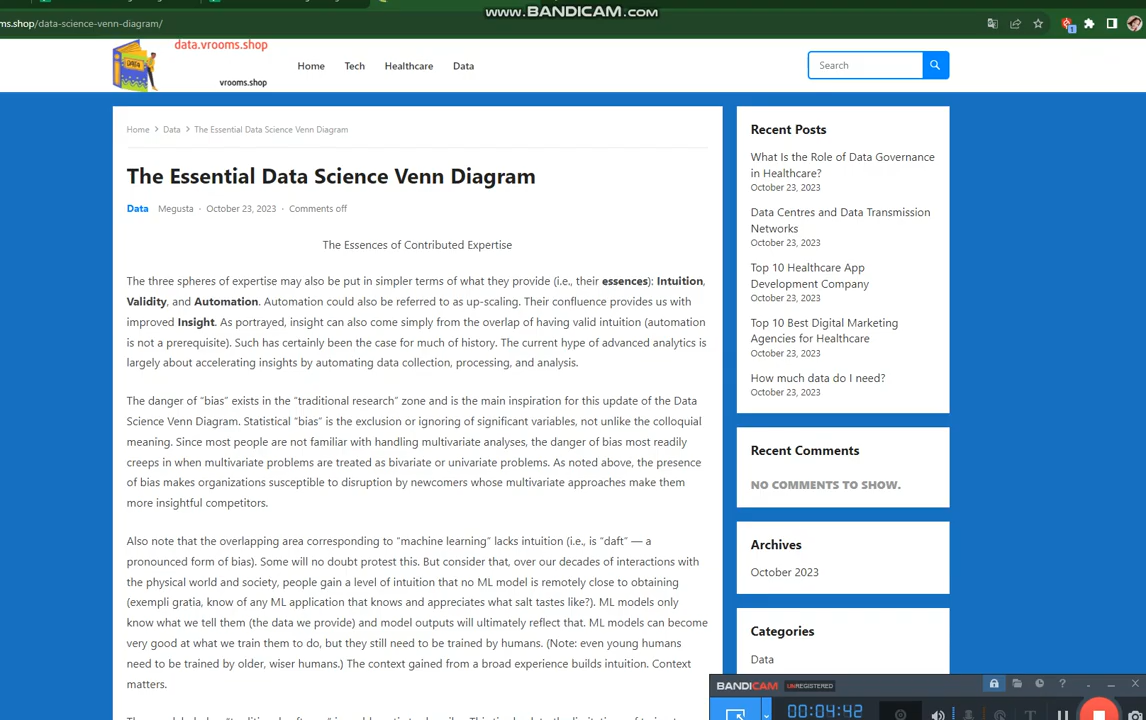 www.BANDICAM.com
ms.shop/data-science-venn-diagram/
1
data.vrooms.shop
DATA
vrooms.shop
Home Tech Healthcare Data
Search
Home > Data > The Essential Data Science Venn Diagram
The Essential Data Science Venn Diagram
Data Megusta · October 23, 2023 · Comments off
The Essences of Contributed Expertise
The three spheres of expertise may also be put in simpler terms of what they provide (i.e., their essences): Intuition,
Validity, and Automation. Automation could also be referred to as up-scaling. Their confluence provides us with
improved Insight. As portrayed, insight can also come simply from the overlap of having valid intuition (automation
is not a prerequisite). Such has certainly been the case for much of history. The current hype of advanced analytics is
largely about accelerating insights by automating data collection, processing, and analysis.
The danger of “bias” exists in the “traditional research” zone and is the main inspiration for this update of the Data
Science Venn Diagram. Statistical “bias” is the exclusion or ignoring of significant variables, not unlike the colloquial
meaning. Since most people are not familiar with handling multivariate analyses, the danger of bias most readily
creeps in when multivariate problems are treated as bivariate or univariate problems. As noted above, the presence
of bias makes organizations susceptible to disruption by newcomers whose multivariate approaches make them
more insightful competitors.
Also note that the overlapping area corresponding to “machine learning” lacks intuition (i.e., is “daft” — a
pronounced form of bias). Some will no doubt protest this. But consider that, over our decades of interactions with
the physical world and society, people gain a level of intuition that no ML model is remotely close to obtaining
(exempli gratia, know of any ML application that knows and appreciates what salt tastes like?). ML models only
know what we tell them (the data we provide) and model outputs will ultimately reflect that. ML models can become
very good at what we train them to do, but they still need to be trained by humans. (Note: even young humans
need to be trained by older, wiser humans.) The context gained from a broad experience builds intuition. Context
matters.
Recent Posts
What Is the Role of Data Governance
in Healthcare?
October 23, 2023
Data Centres and Data Transmission
Networks
October 23, 2023
Top 10 Healthcare App
Development Company
October 23, 2023
Top 10 Best Digital Marketing
Agencies for Healthcare
October 23, 2023
How much data do I need?
October 23, 2023
Recent Comments
NO COMMENTS TO SHOW.
Archives
October 2023
Categories
Data
BANDICAM UNREGISTERED
00:04:42